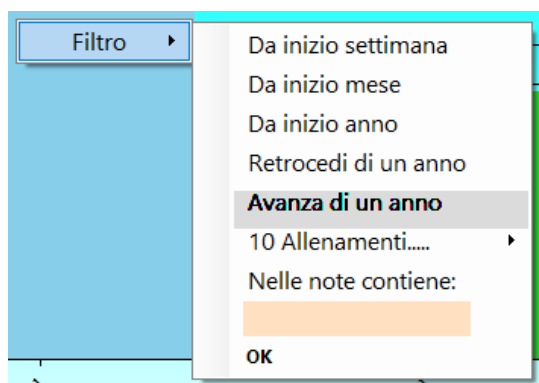 Filtro
Da inizio settimana
Da inizio mese
Da inizio anno
Retrocedi di un anno
Avanza di un anno
10 Allenamenti.....
Nelle note contiene:
OK